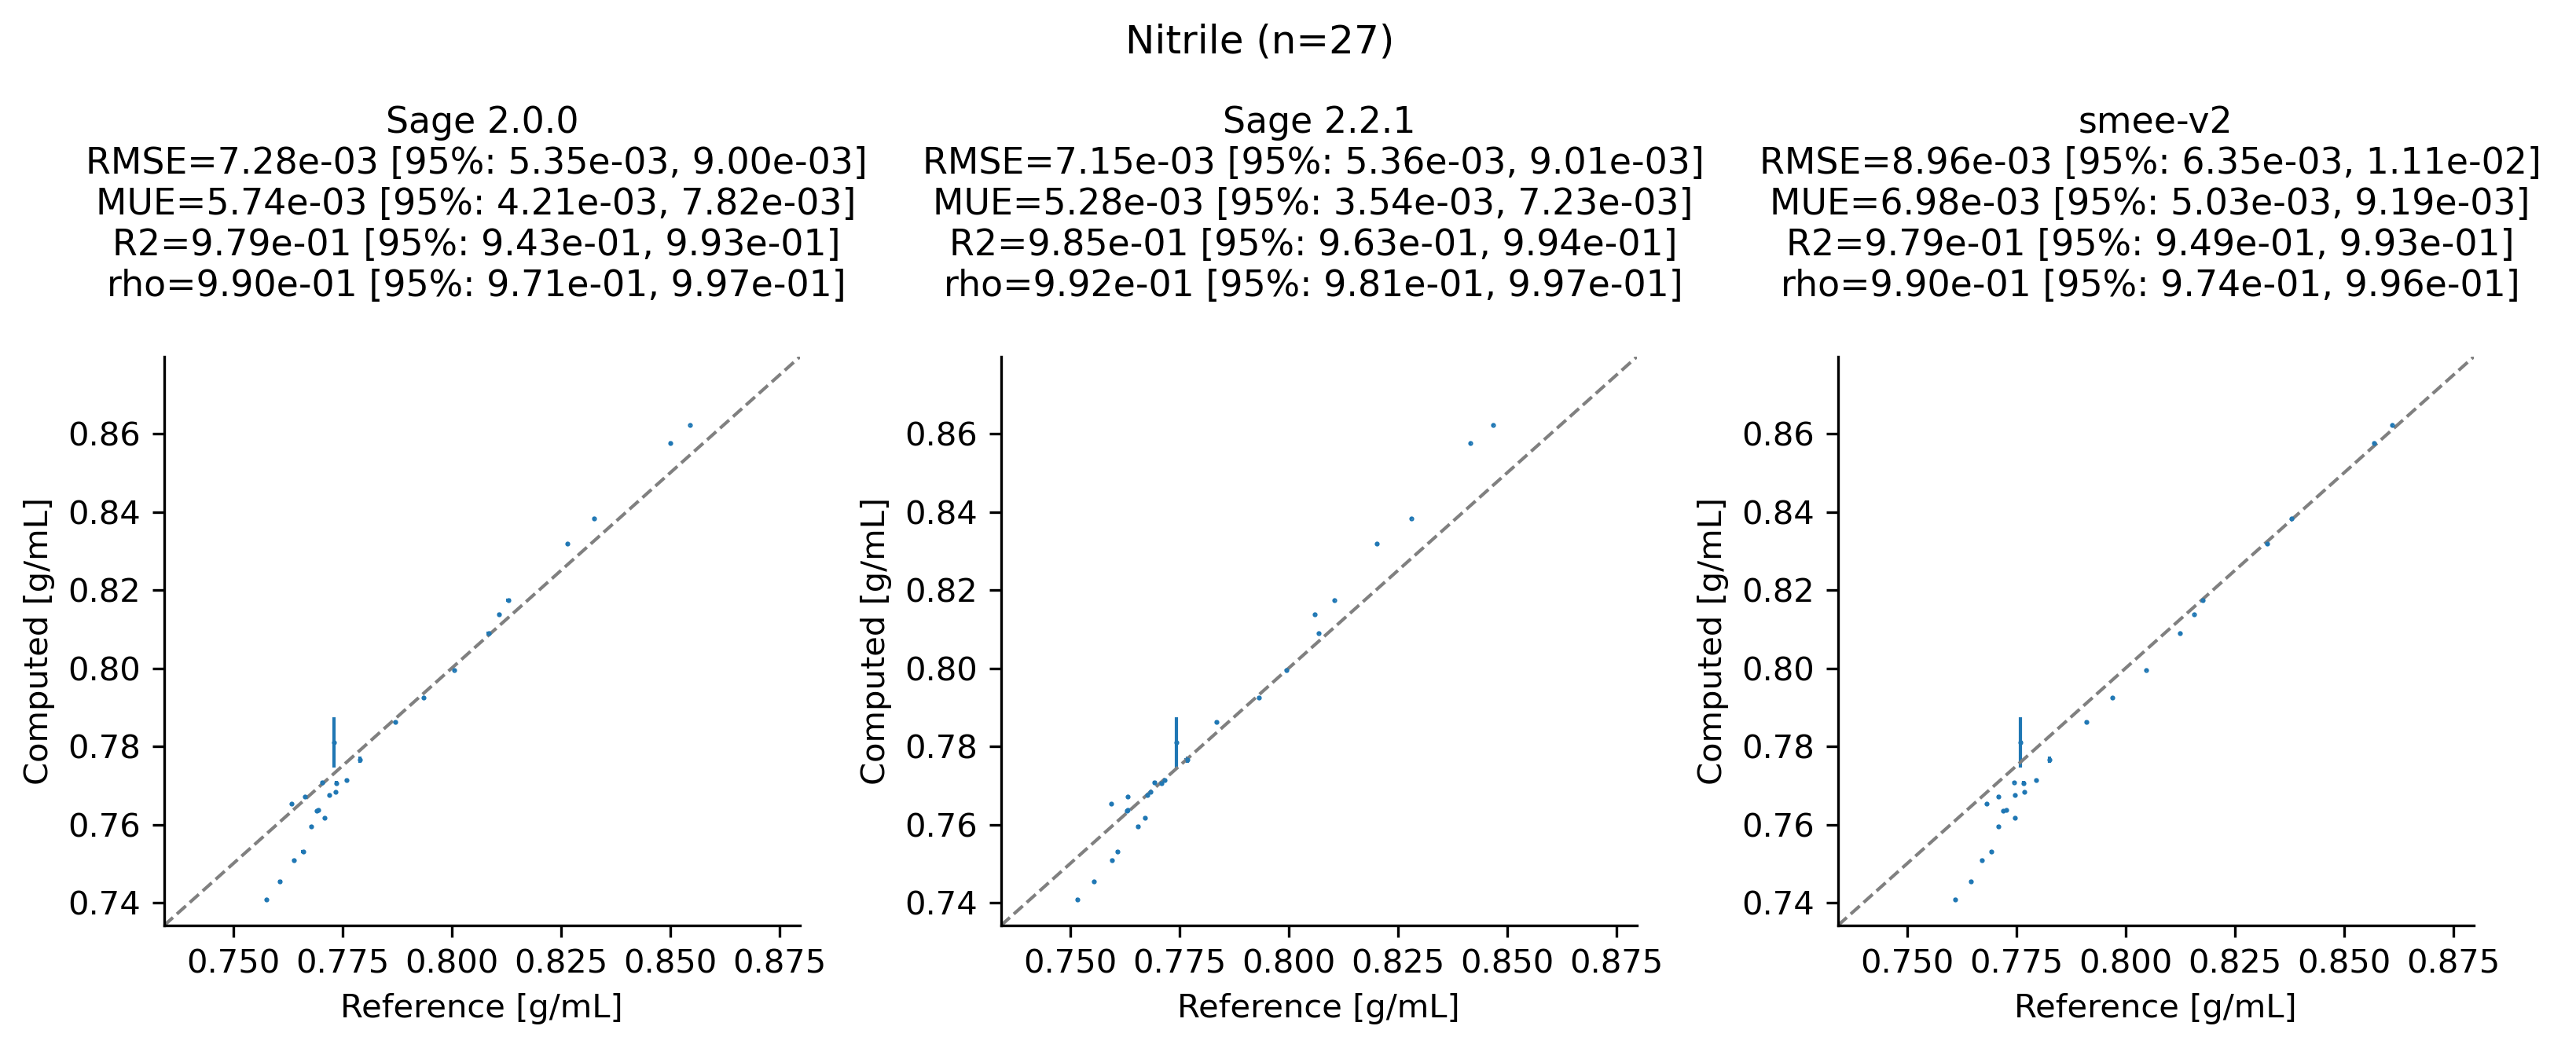 Nitrile (n=27)
Sage 2.0.0
RMSE=7.28e-03 [95%: 5.35e-03, 9.00e-03]
MUE=5.74e-03 [95%: 4.21e-03, 7.82e-03]
R2=9.79e-01 [95%: 9.43e-01, 9.93e-01]
rho=9.90e-01 [95%: 9.71e-01, 9.97e-01]
0.86
0.84
0.82
0.80
0.78
0.76
0.74
Computed [g/mL]
0.750 0.775 0.800 0.825 0.850 0.875
Reference [g/mL]
Sage 2.2.1
RMSE=7.15e-03 [95%: 5.36e-03, 9.01e-03]
MUE=5.28e-03 [95%: 3.54e-03, 7.23e-03]
R2=9.85e-01 [95%: 9.63e-01, 9.94e-01]
rho=9.92e-01 [95%: 9.81e-01, 9.97e-01]
0.86
0.84
0.82
0.80
0.78
0.76
0.74
Computed [g/mL]
0.750 0.775 0.800 0.825 0.850 0.875
Reference [g/mL]
smee-v2
RMSE=8.96e-03 [95%: 6.35e-03, 1.11e-02]
MUE=6.98e-03 [95%: 5.03e-03, 9.19e-03]
R2=9.79e-01 [95%: 9.49e-01, 9.93e-01]
rho=9.90e-01 [95%: 9.74e-01, 9.96e-01]
0.86
0.84
0.82
0.80
0.78
0.76
0.74
Computed [g/mL]
0.750 0.775 0.800 0.825 0.850 0.875
Reference [g/mL]